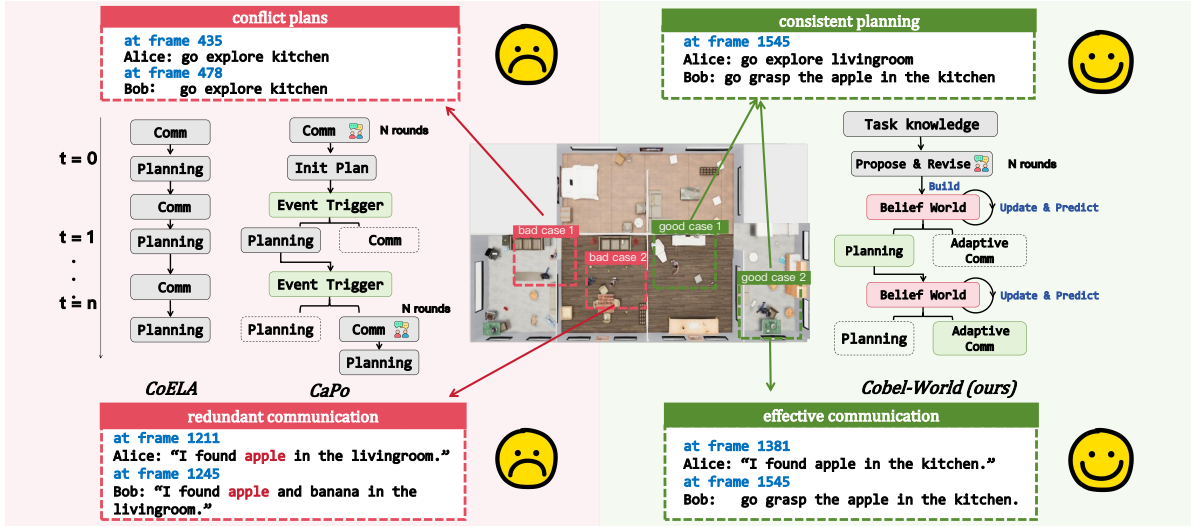 conflict plans
at frame 435
Alice: go explore kitchen
at frame 478
Bob: go explore kitchen
consistent planning
at frame 1545
Alice: go explore livingroom
Bob: go grasp the apple in the kitchen
t = 0
t = 1
.
.
.
t = n
Comm
Planning
Comm
Planning
Comm
Planning
CoELA
Comm
N rounds
Init Plan
Event Trigger
Planning
Comm
Event Trigger
Planning
Comm
N rounds
Planning
CaPo
bad case 1
bad case 2
good case 1
good case 2
Task knowledge
Propose & Revise
N rounds
Build
Belief World
Update & Predict
Planning
Adaptive
Comm
Belief World
Update & Predict
Planning
Adaptive
Comm
Cobel-World (ours)
redundant communication
at frame 1211
Alice: “I found apple in the livingroom.”
at frame 1245
Bob: “I found apple and banana in the
livingroom.”
effective communication
at frame 1381
Alice: “I found apple in the kitchen.”
at frame 1545
Bob: go grasp the apple in the kitchen.